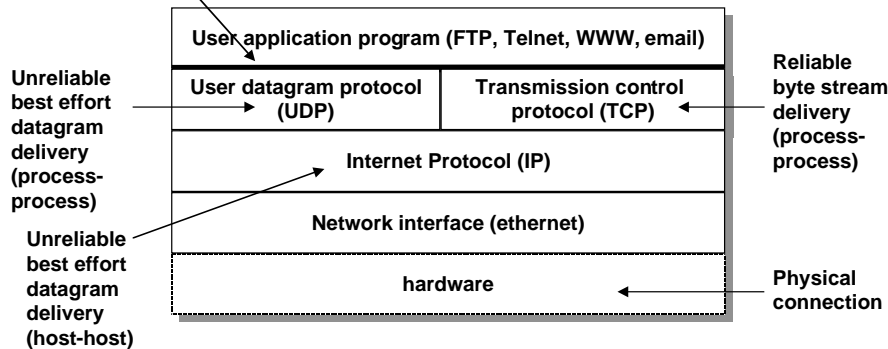 User application program (FTP, Telnet, WWW, email)
Unreliable
best effort
datagram
delivery
(process-
process)
User datagram protocol
(UDP)
Transmission control
protocol (TCP)
Reliable
byte stream
delivery
(process-
process)
Internet Protocol (IP)
Network interface (ethernet)
Unreliable
best effort
datagram
delivery
(host-host)
hardware
Physical
connection